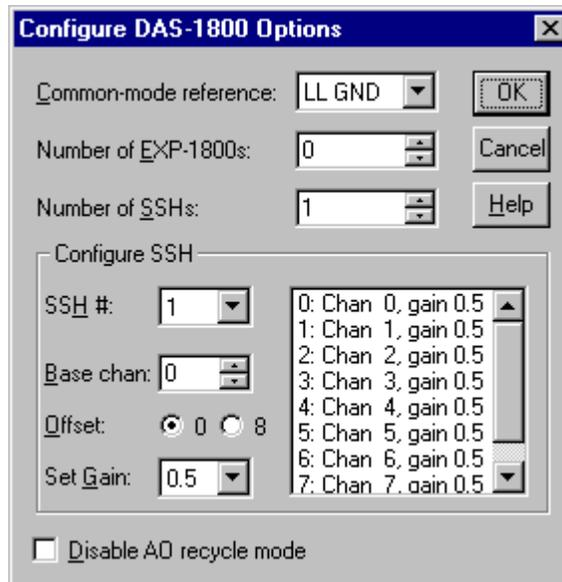 Configure DAS-1800 Options
Common-mode reference: LL GND OK
Number of EXP-1800s: 0 Cancel
Number of SSHs: 1 Help
Configure SSH
SSH #: 1
Base chan: 0
Offset: 0 8
Set Gain: 0.5
0: Chan 0, gain 0.5
1: Chan 1, gain 0.5
2: Chan 2, gain 0.5
3: Chan 3, gain 0.5
4: Chan 4, gain 0.5
5: Chan 5, gain 0.5
6: Chan 6, gain 0.5
7: Chan 7, gain 0.5
Disable AO recycle mode